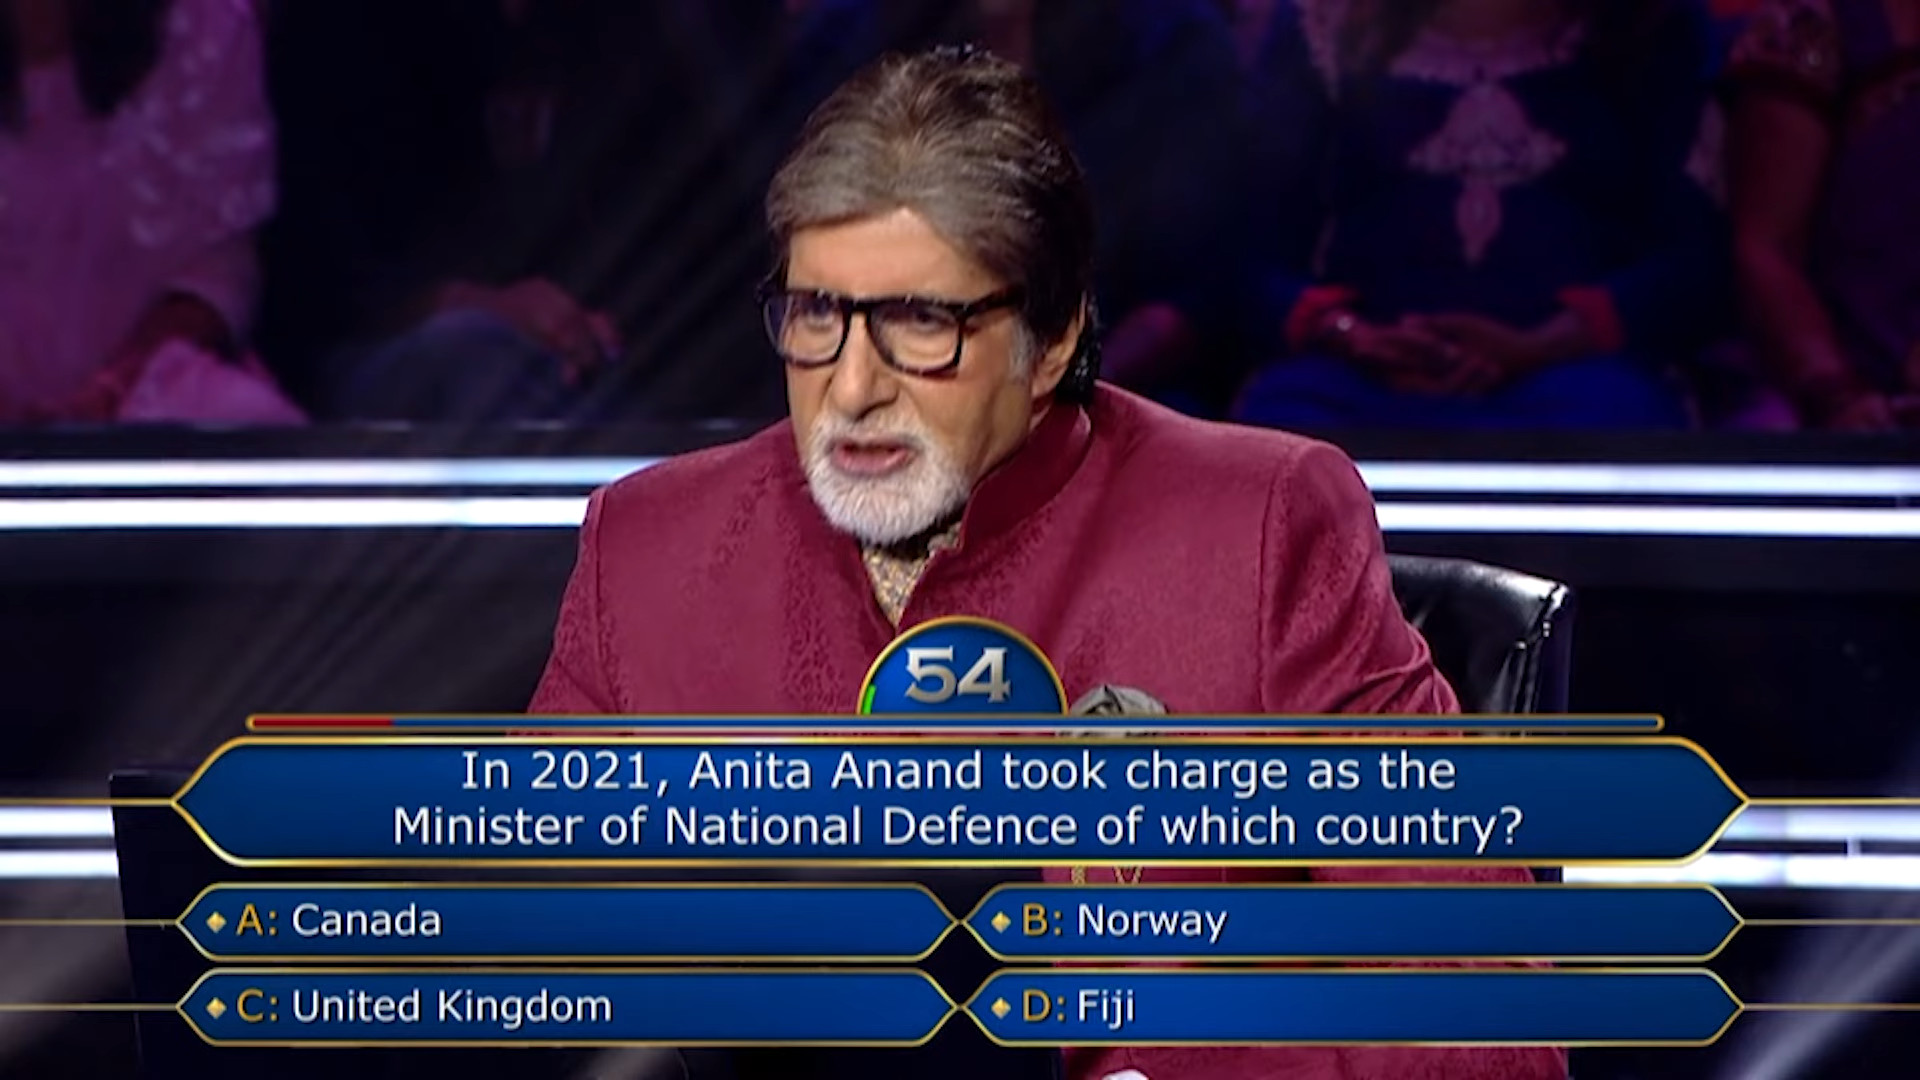 54
In 2021, Anita Anand took charge as the
Minister of National Defence of which country?
A: Canada
B: Norway
C: United Kingdom
D: Fiji